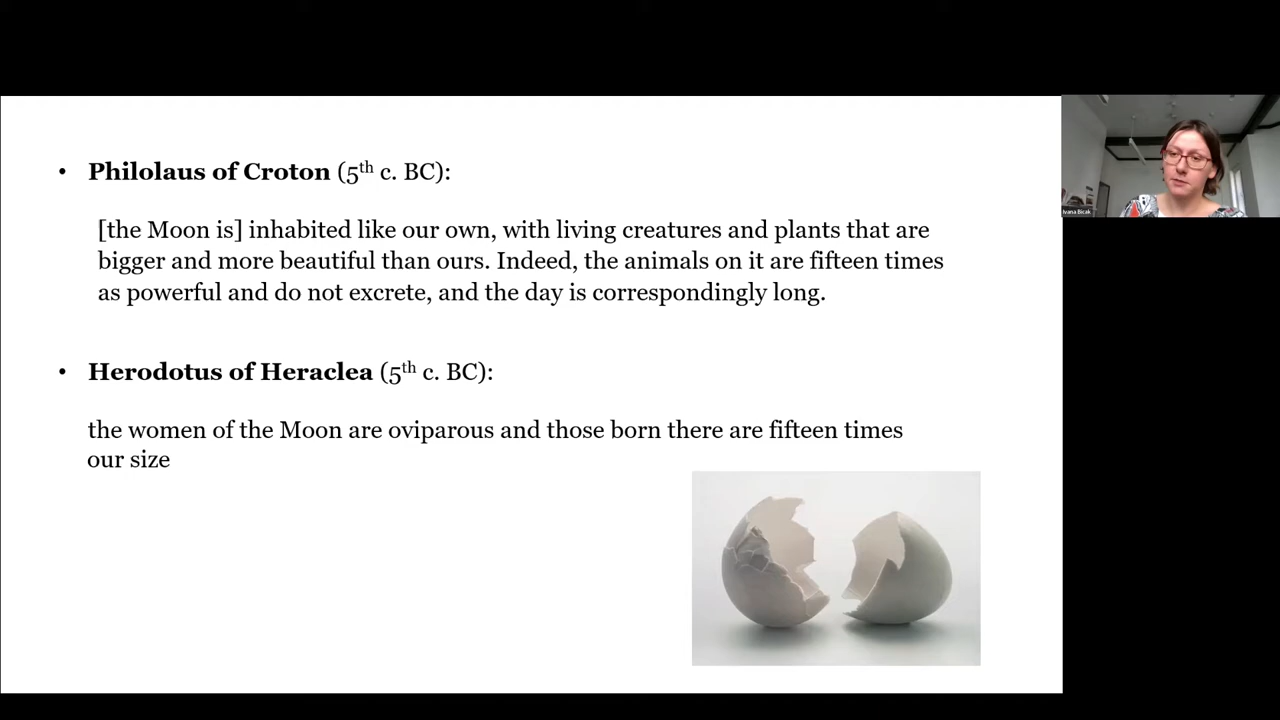 • Philolaus of Croton (5th c. BC):
[the Moon is] inhabited like our own, with living creatures and plants that are
bigger and more beautiful than ours. Indeed, the animals on it are fifteen times
as powerful and do not excrete, and the day is correspondingly long.
• Herodotus of Heraclea (5th c. BC):
the women of the Moon are oviparous and those born there are fifteen times
our size
Ivana Bicak